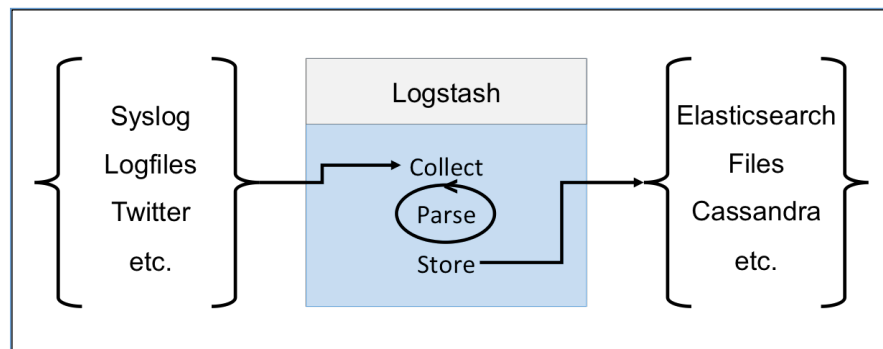 Syslog
Logfiles
Twitter
etc.
Logstash
Collect
Parse
Store
Elasticsearch
Files
Cassandra
etc.